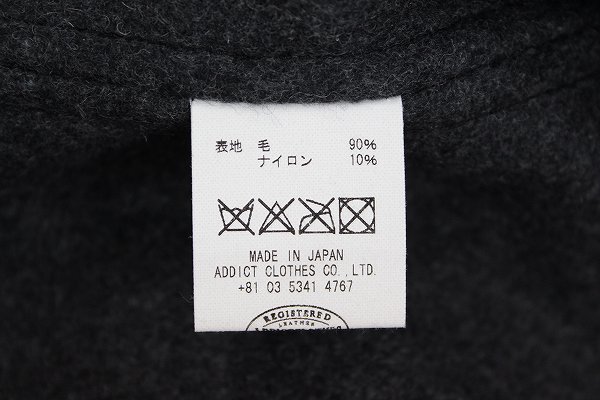 表地 毛 90%
ナイロン 10%
MADE IN JAPAN
ADDICT CLOTHES CO.,LTD.
+81 03 5341 4767
REGISTERED
LEATHER